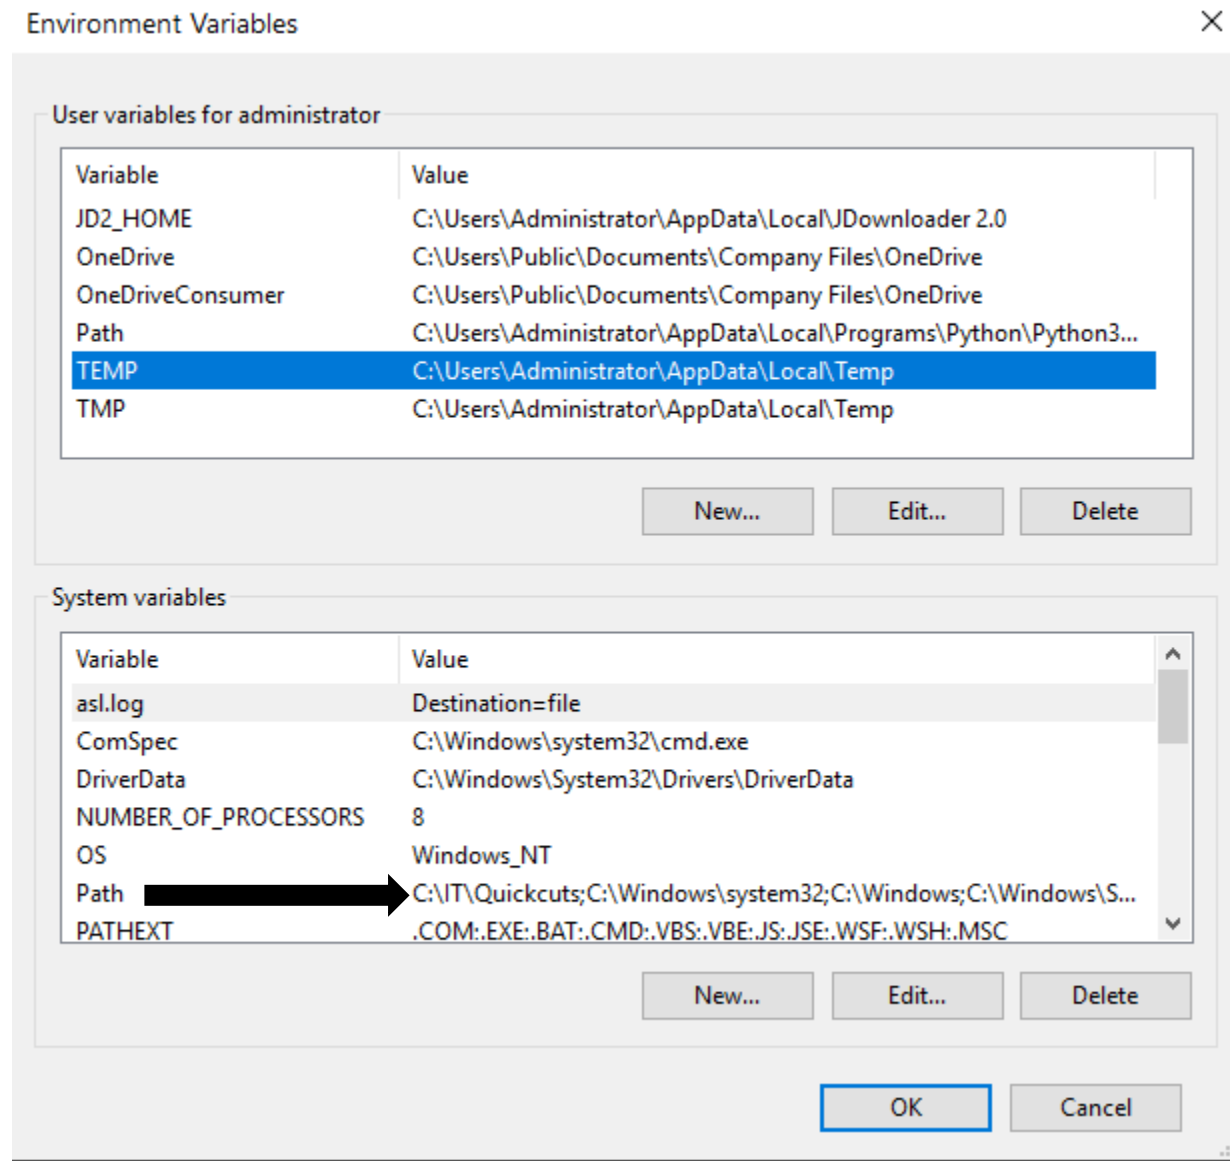 Environment Variables
User variables for administrator
Variable Value
JD2_HOME C:\Users\Administrator\AppData\Local\JDownloader 2.0
OneDrive C:\Users\Public\Documents\Company Files\OneDrive
OneDriveConsumer C:\Users\Public\Documents\Company Files\OneDrive
Path C:\Users\Administrator\AppData\Local\Programs\Python\Python3...
TEMP C:\Users\Administrator\AppData\Local\Temp
TMP C:\Users\Administrator\AppData\Local\Temp
New... Edit... Delete
System variables
Variable Value
asl.log Destination=file
ComSpec C:\Windows\system32\cmd.exe
DriverData C:\Windows\System32\Drivers\DriverData
NUMBER_OF_PROCESSORS 8
OS Windows_NT
Path C:\IT\Quickcuts;C:\Windows\system32;C:\Windows;C:\Windows\S...
PATHEXT .COM;.EXE;.BAT;.CMD;.VBS;.VBE;.JS;.JSE;.WSF;.WSH;.MSC
New... Edit... Delete
OK Cancel